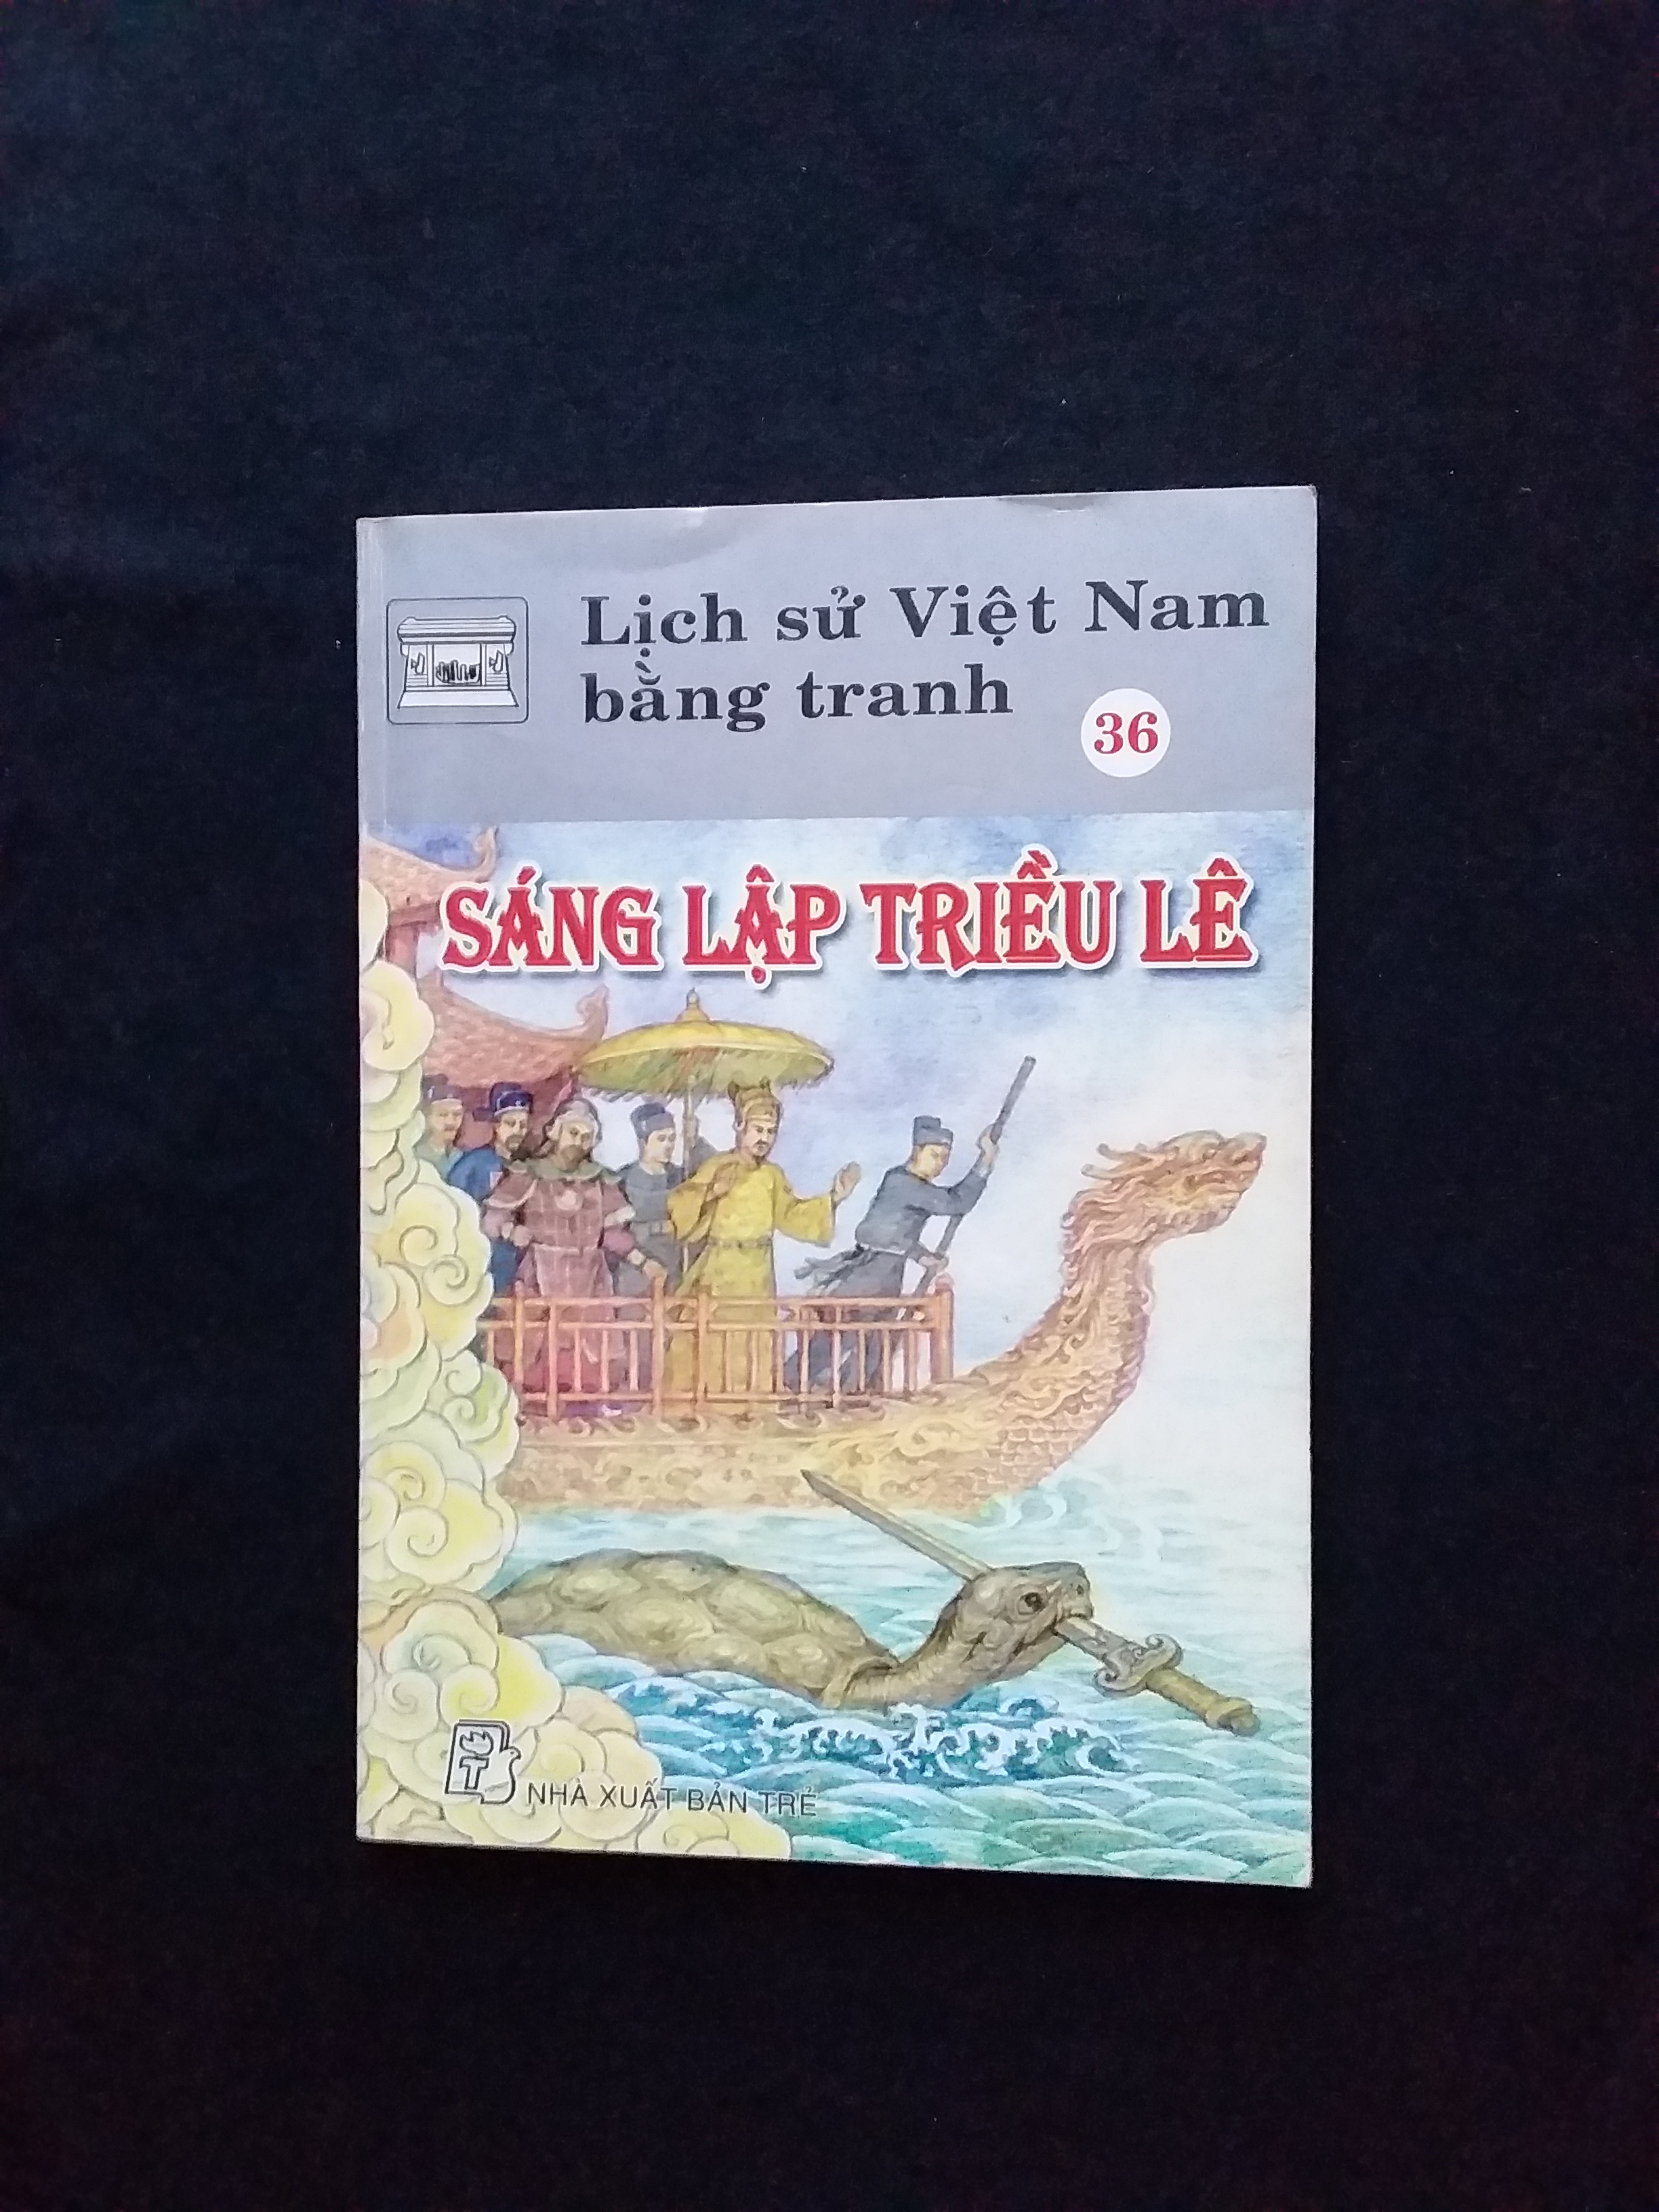 Lịch sử Việt Nam
bằng tranh
36
SÁNG LẬP TRIỀU LÊ
NHÀ XUẤT BẢN TRẺ